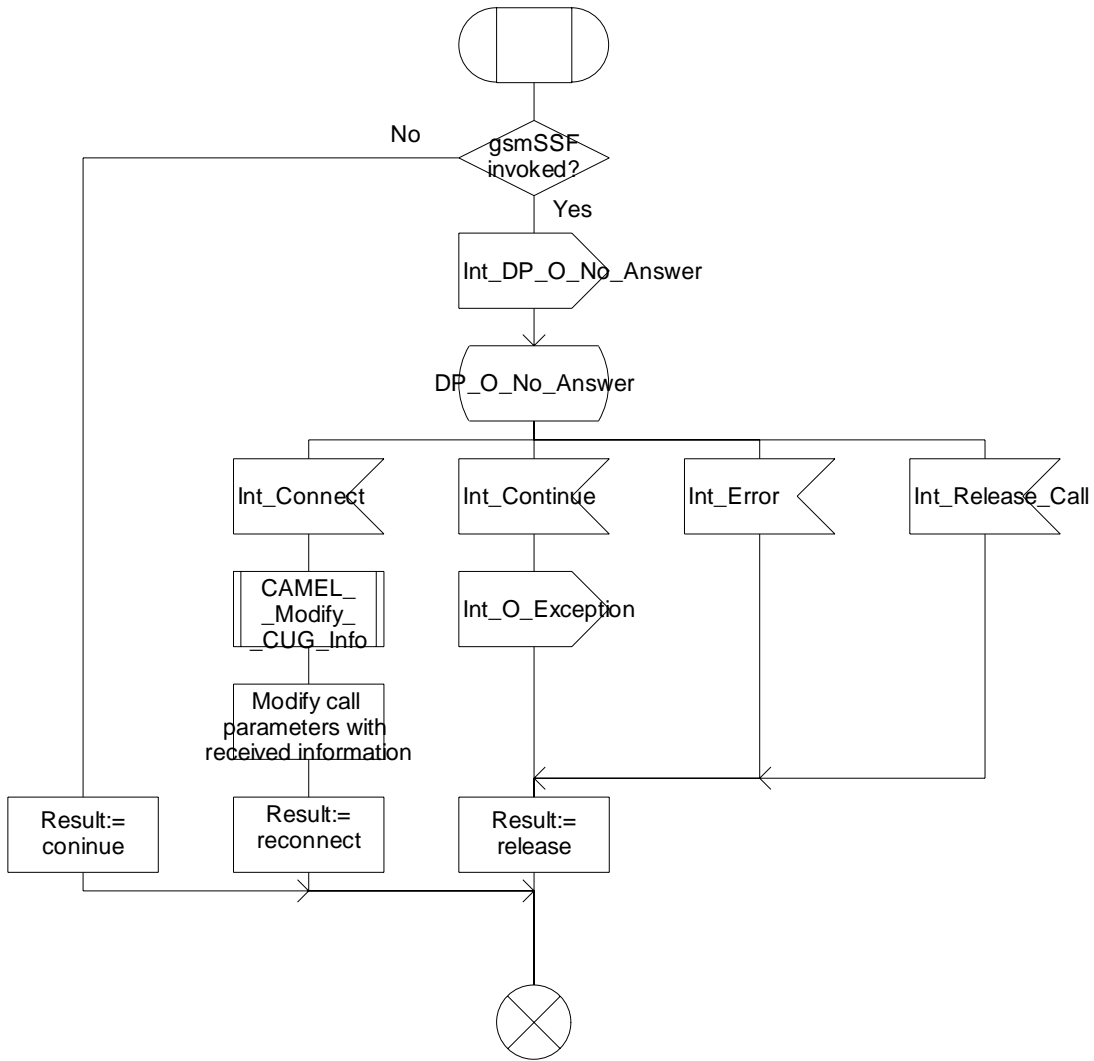 No
gsmSSF
invoked?
Yes
Int_DP_O_No_Answer
DP_O_No_Answer
Int_Connect
Int_Continue
Int_Error
Int_Release_Call
CAMEL_
_Modify_
_CUG_Info
Int_O_Exception
Modify call
parameters with
received information
Result:=
coninue
Result:=
reconnect
Result:=
release